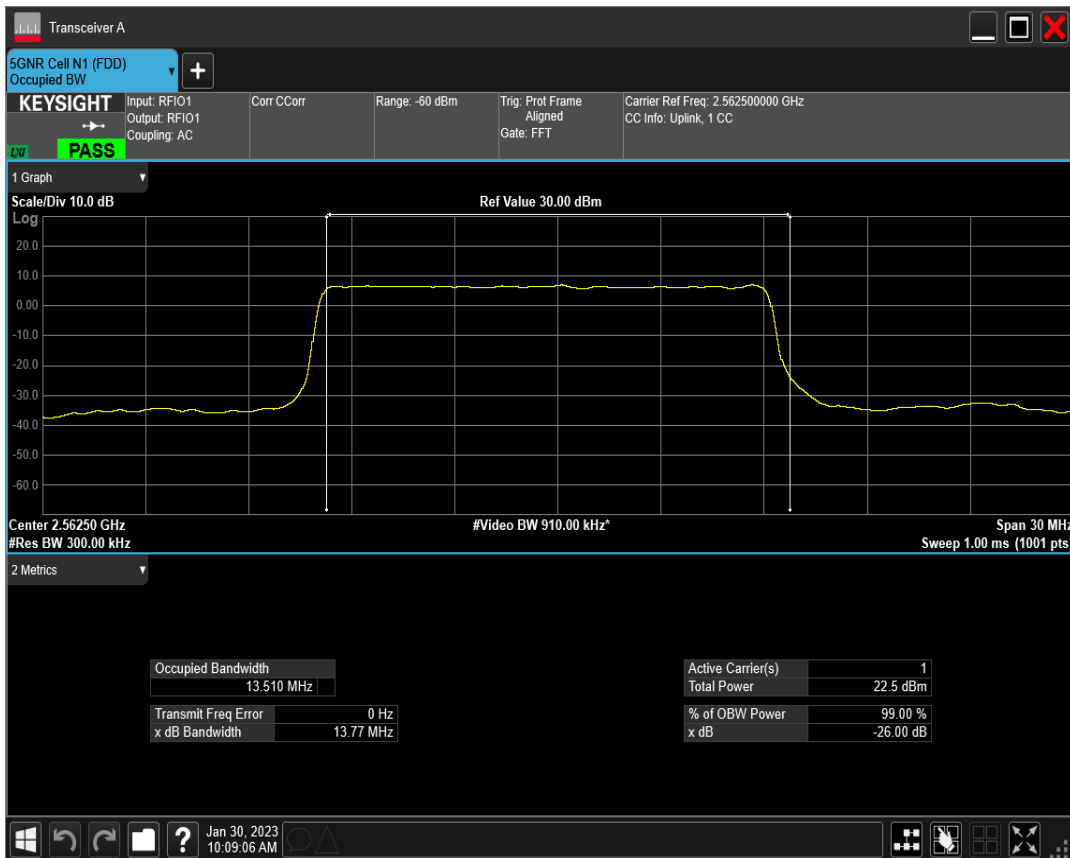 Transceiver A
5GNR Cell N1 (FDD)
Occupied BW
KEYSIGHT
LXI
PASS
Input: RFIO1
Output: RFIO1
Coupling: AC
Corr CCorr
Range: -60 dBm
Trig: Prot Frame
Aligned
Gate: FFT
Carrier Ref Freq: 2.562500000 GHz
CC Info: Uplink, 1 CC
1 Graph
Scale/Div 10.0 dB
Ref Value 30.00 dBm
Log
20.0
10.0
0.00
-10.0
-20.0
-30.0
-40.0
-50.0
-60.0
Center 2.56250 GHz
#Video BW 910.00 kHz*
Span 30 MHz
#Res BW 300.00 kHz
Sweep 1.00 ms (1001 pts)
2 Metrics
Occupied Bandwidth
13.510 MHz
Transmit Freq Error 0 Hz
x dB Bandwidth 13.77 MHz
Active Carrier(s) 1
Total Power 22.5 dBm
% of OBW Power 99.00 %
x dB -26.00 dB
?
Jan 30, 2023
10:09:06 AM